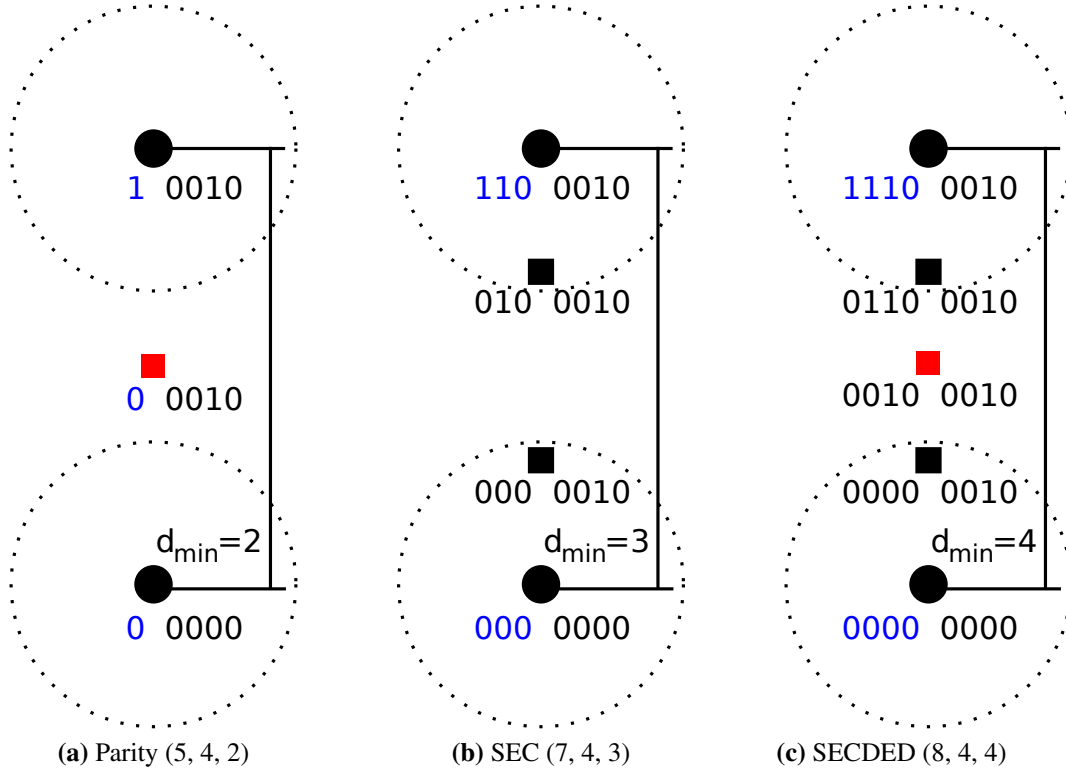 1 0010
0 0010
d_min=2
0 0000
(a) Parity (5, 4, 2)
110 0010
010 0010
000 0010
d_min=3
000 0000
(b) SEC (7, 4, 3)
1110 0010
0110 0010
0010 0010
0000 0010
d_min=4
0000 0000
(c) SECDED (8, 4, 4)